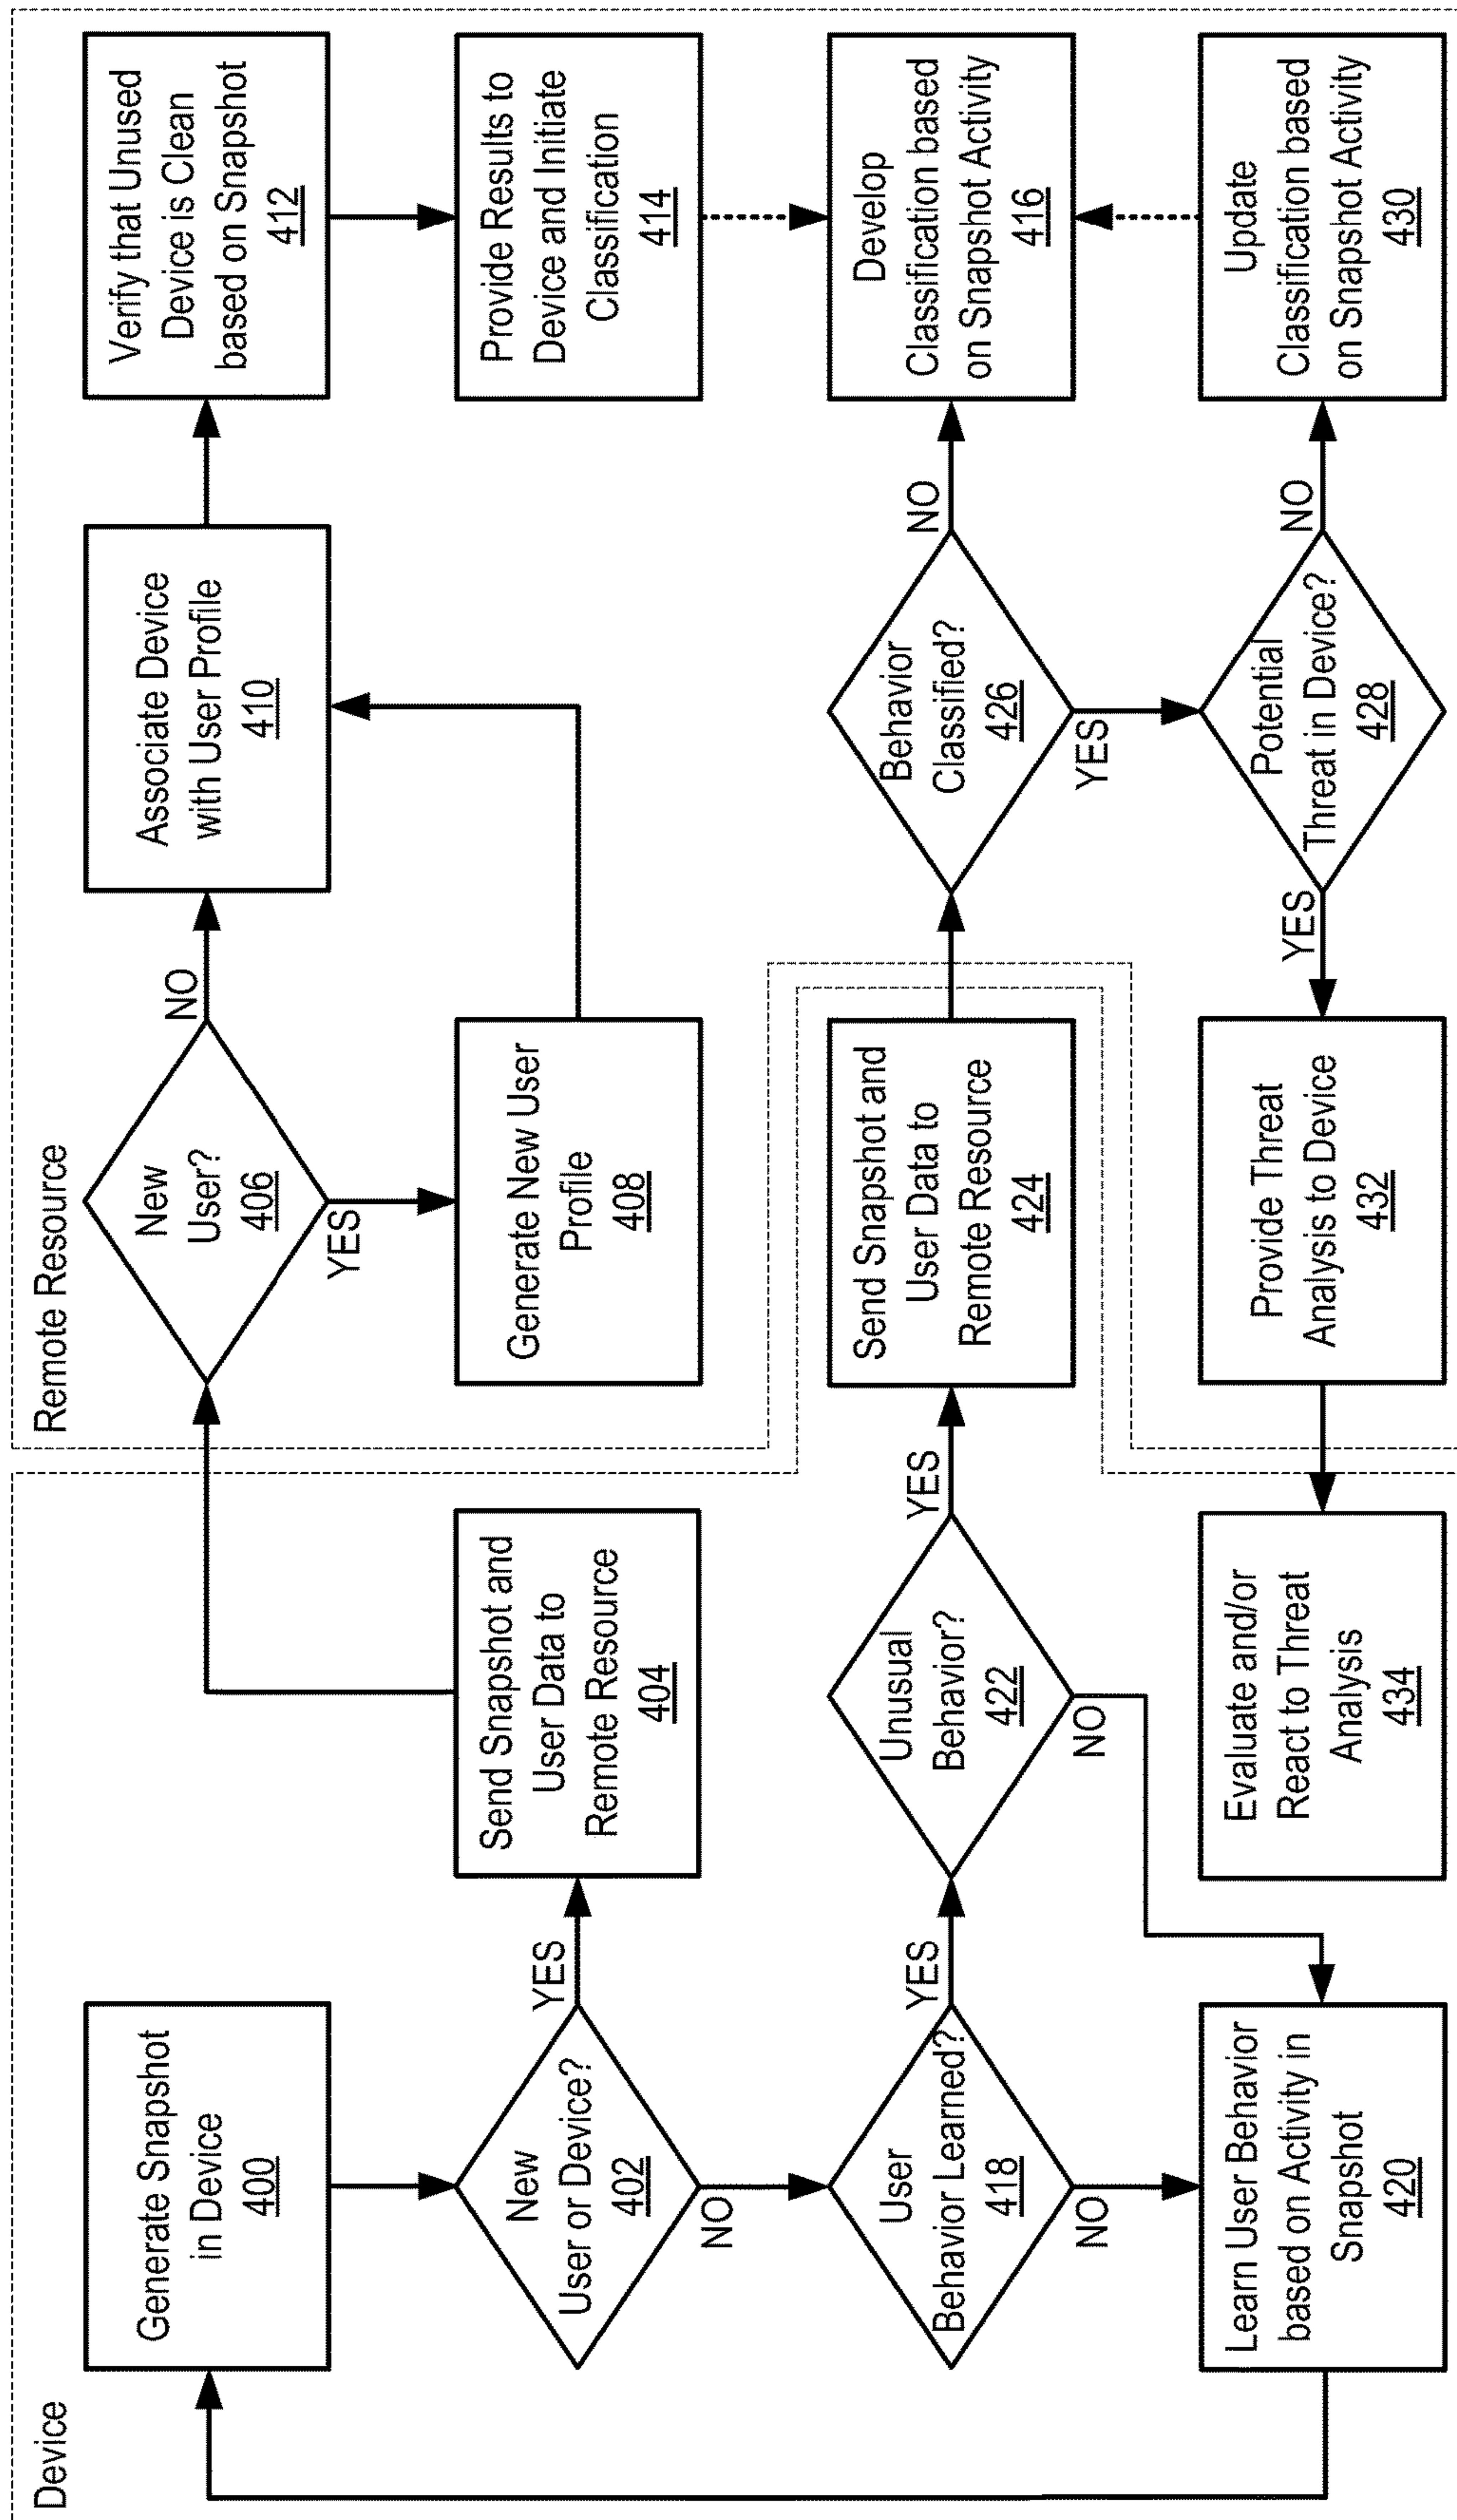 Device
Generate Snapshot
in Device
400
New
User or Device?
402
YES
NO
Send Snapshot and
User Data to
Remote Resource
404
User
Behavior Learned?
418
YES
NO
Learn User Behavior
based on Activity in
Snapshot
420
Unusual
Behavior?
422
YES
NO
Send Snapshot and
User Data to
Remote Resource
424
Evaluate and/or
React to Threat
Analysis
434
Remote Resource
New
User?
406
NO
YES
Generate New User
Profile
408
Associate Device
with User Profile
410
Verify that Unused
Device is Clean
based on Snapshot
412
Provide Results to
Device and Initiate
Classification
414
Behavior
Classified?
426
NO
YES
Develop
Classification based
on Snapshot Activity
416
Potential
Threat in Device?
428
NO
YES
Update
Classification based
on Snapshot Activity
430
Provide Threat
Analysis to Device
432